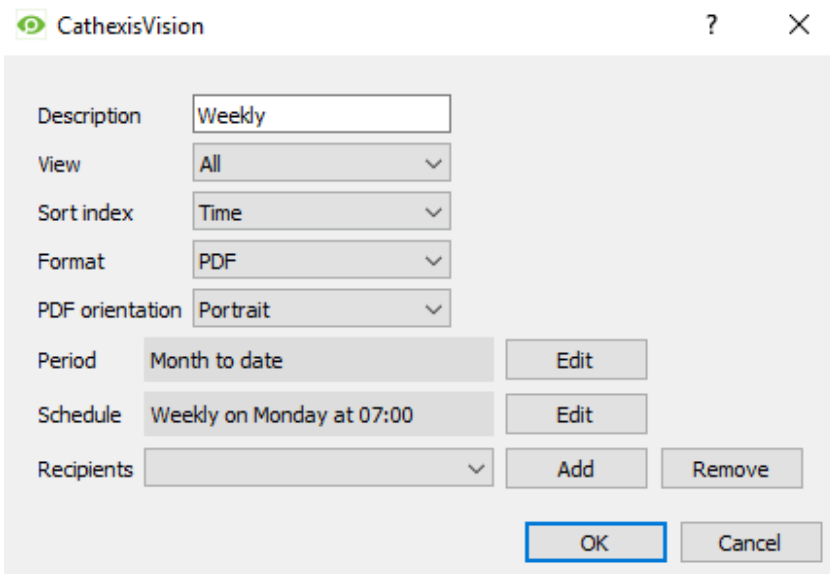 CathexisVision ?
Description Weekly
View All
Sort index Time
Format PDF
PDF orientation Portrait
Period Month to date Edit
Schedule Weekly on Monday at 07:00 Edit
Recipients Add Remove
OK Cancel